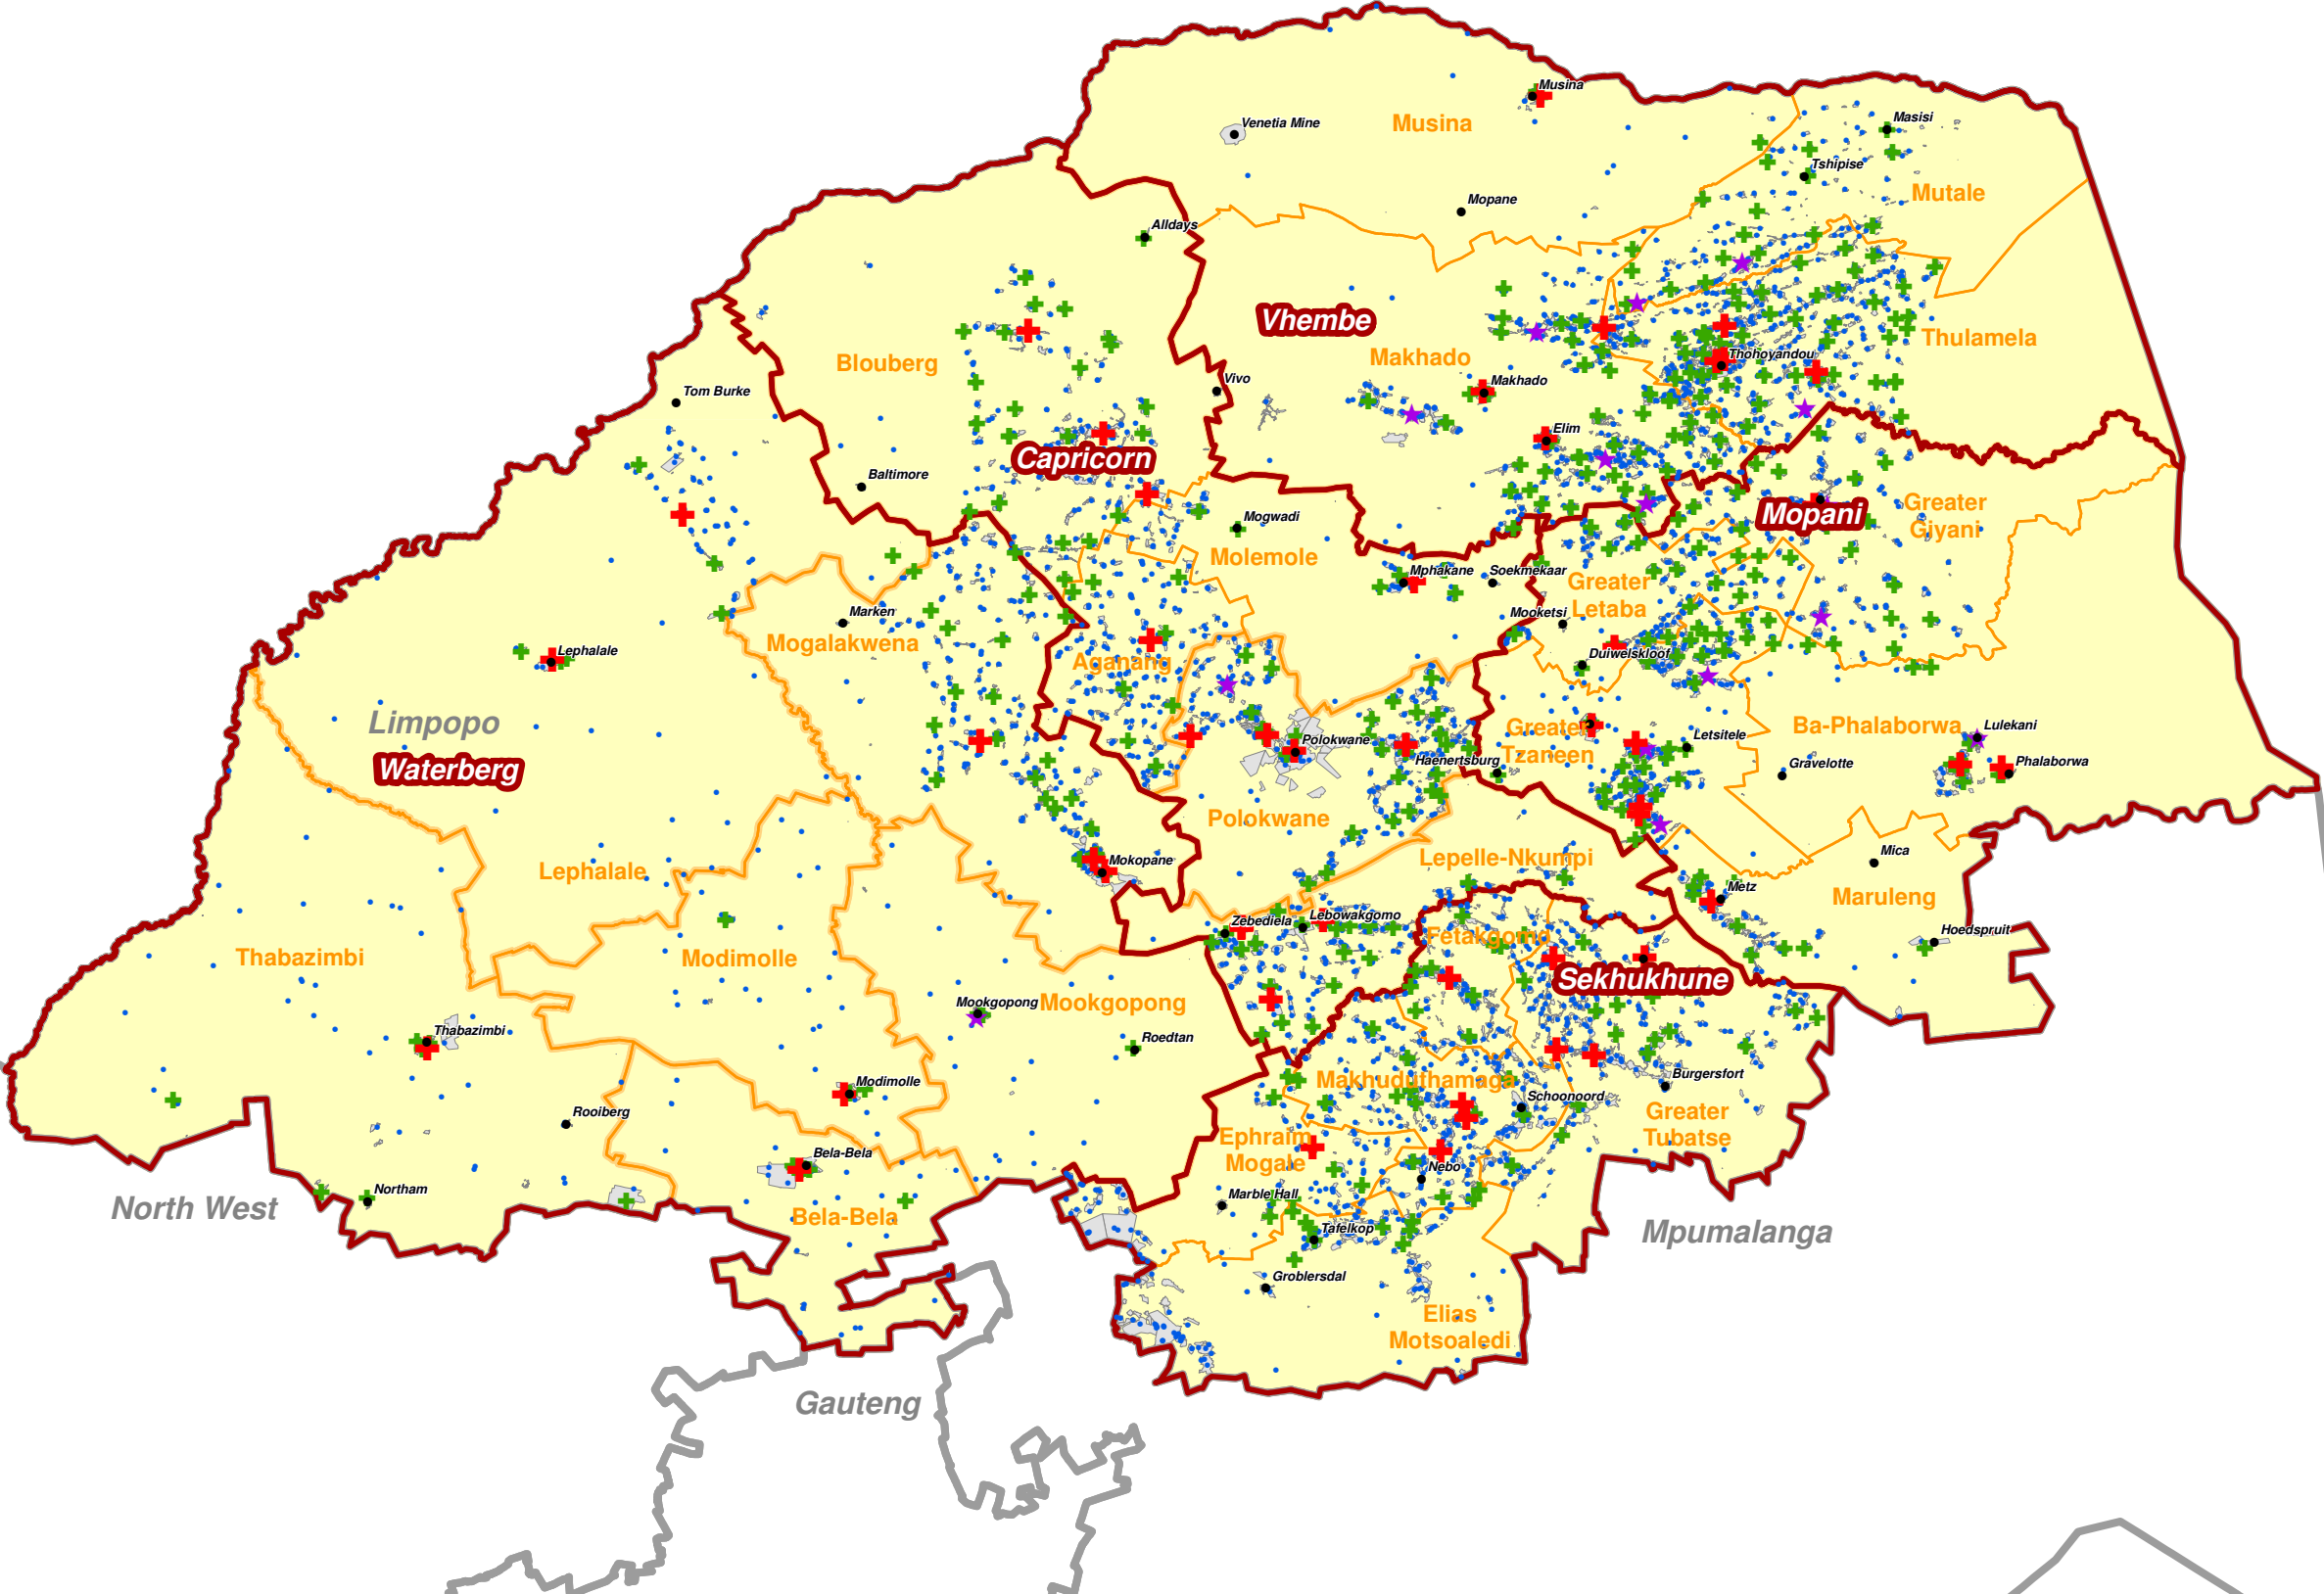 Musina
Venetia Mine
Musina
Masisi
Tshipise
Mutale
Mopane
Alldays
Vhembe
Thulamela
Makhado
Thohoyandou
Blouberg
Vivo
Makhado
Tom Burke
Elim
Capricorn
Baltimore
Mopani
Greater
Giyani
Mogwadi
Molemole
Mphakane
Soekmekaar
Greater
Letaba
Marken
Mooketsi
Mogalakwena
Lephalale
Aganang
Duiwelskloof
Limpopo
Greater
Tzaneen
Ba-Phalaborwa
Lulekani
Letsitele
Polokwane
Haenertsburg
Gravelotte
Phalaborwa
Waterberg
Polokwane
Mica
Lepelle-Nkumpi
Mokopane
Lephalale
Metz
Maruleng
Zebediela
Lebowakgomo
Hoedspruit
Fetakgomo
Thabazimbi
Modimolle
Sekhukhune
Mookgopong
Mookgopong
Thabazimbi
Roedtan
Burgersfort
Makhuduthamaga
Modimolle
Schoonoord
Rooiberg
Greater
Tubatse
Ephraim
Mogale
Bela-Bela
Nebo
Northam
Marble Hall
North West
Bela-Bela
Tafelkop
Mpumalanga
Groblersdal
Elias
Motsoaledi
Gauteng